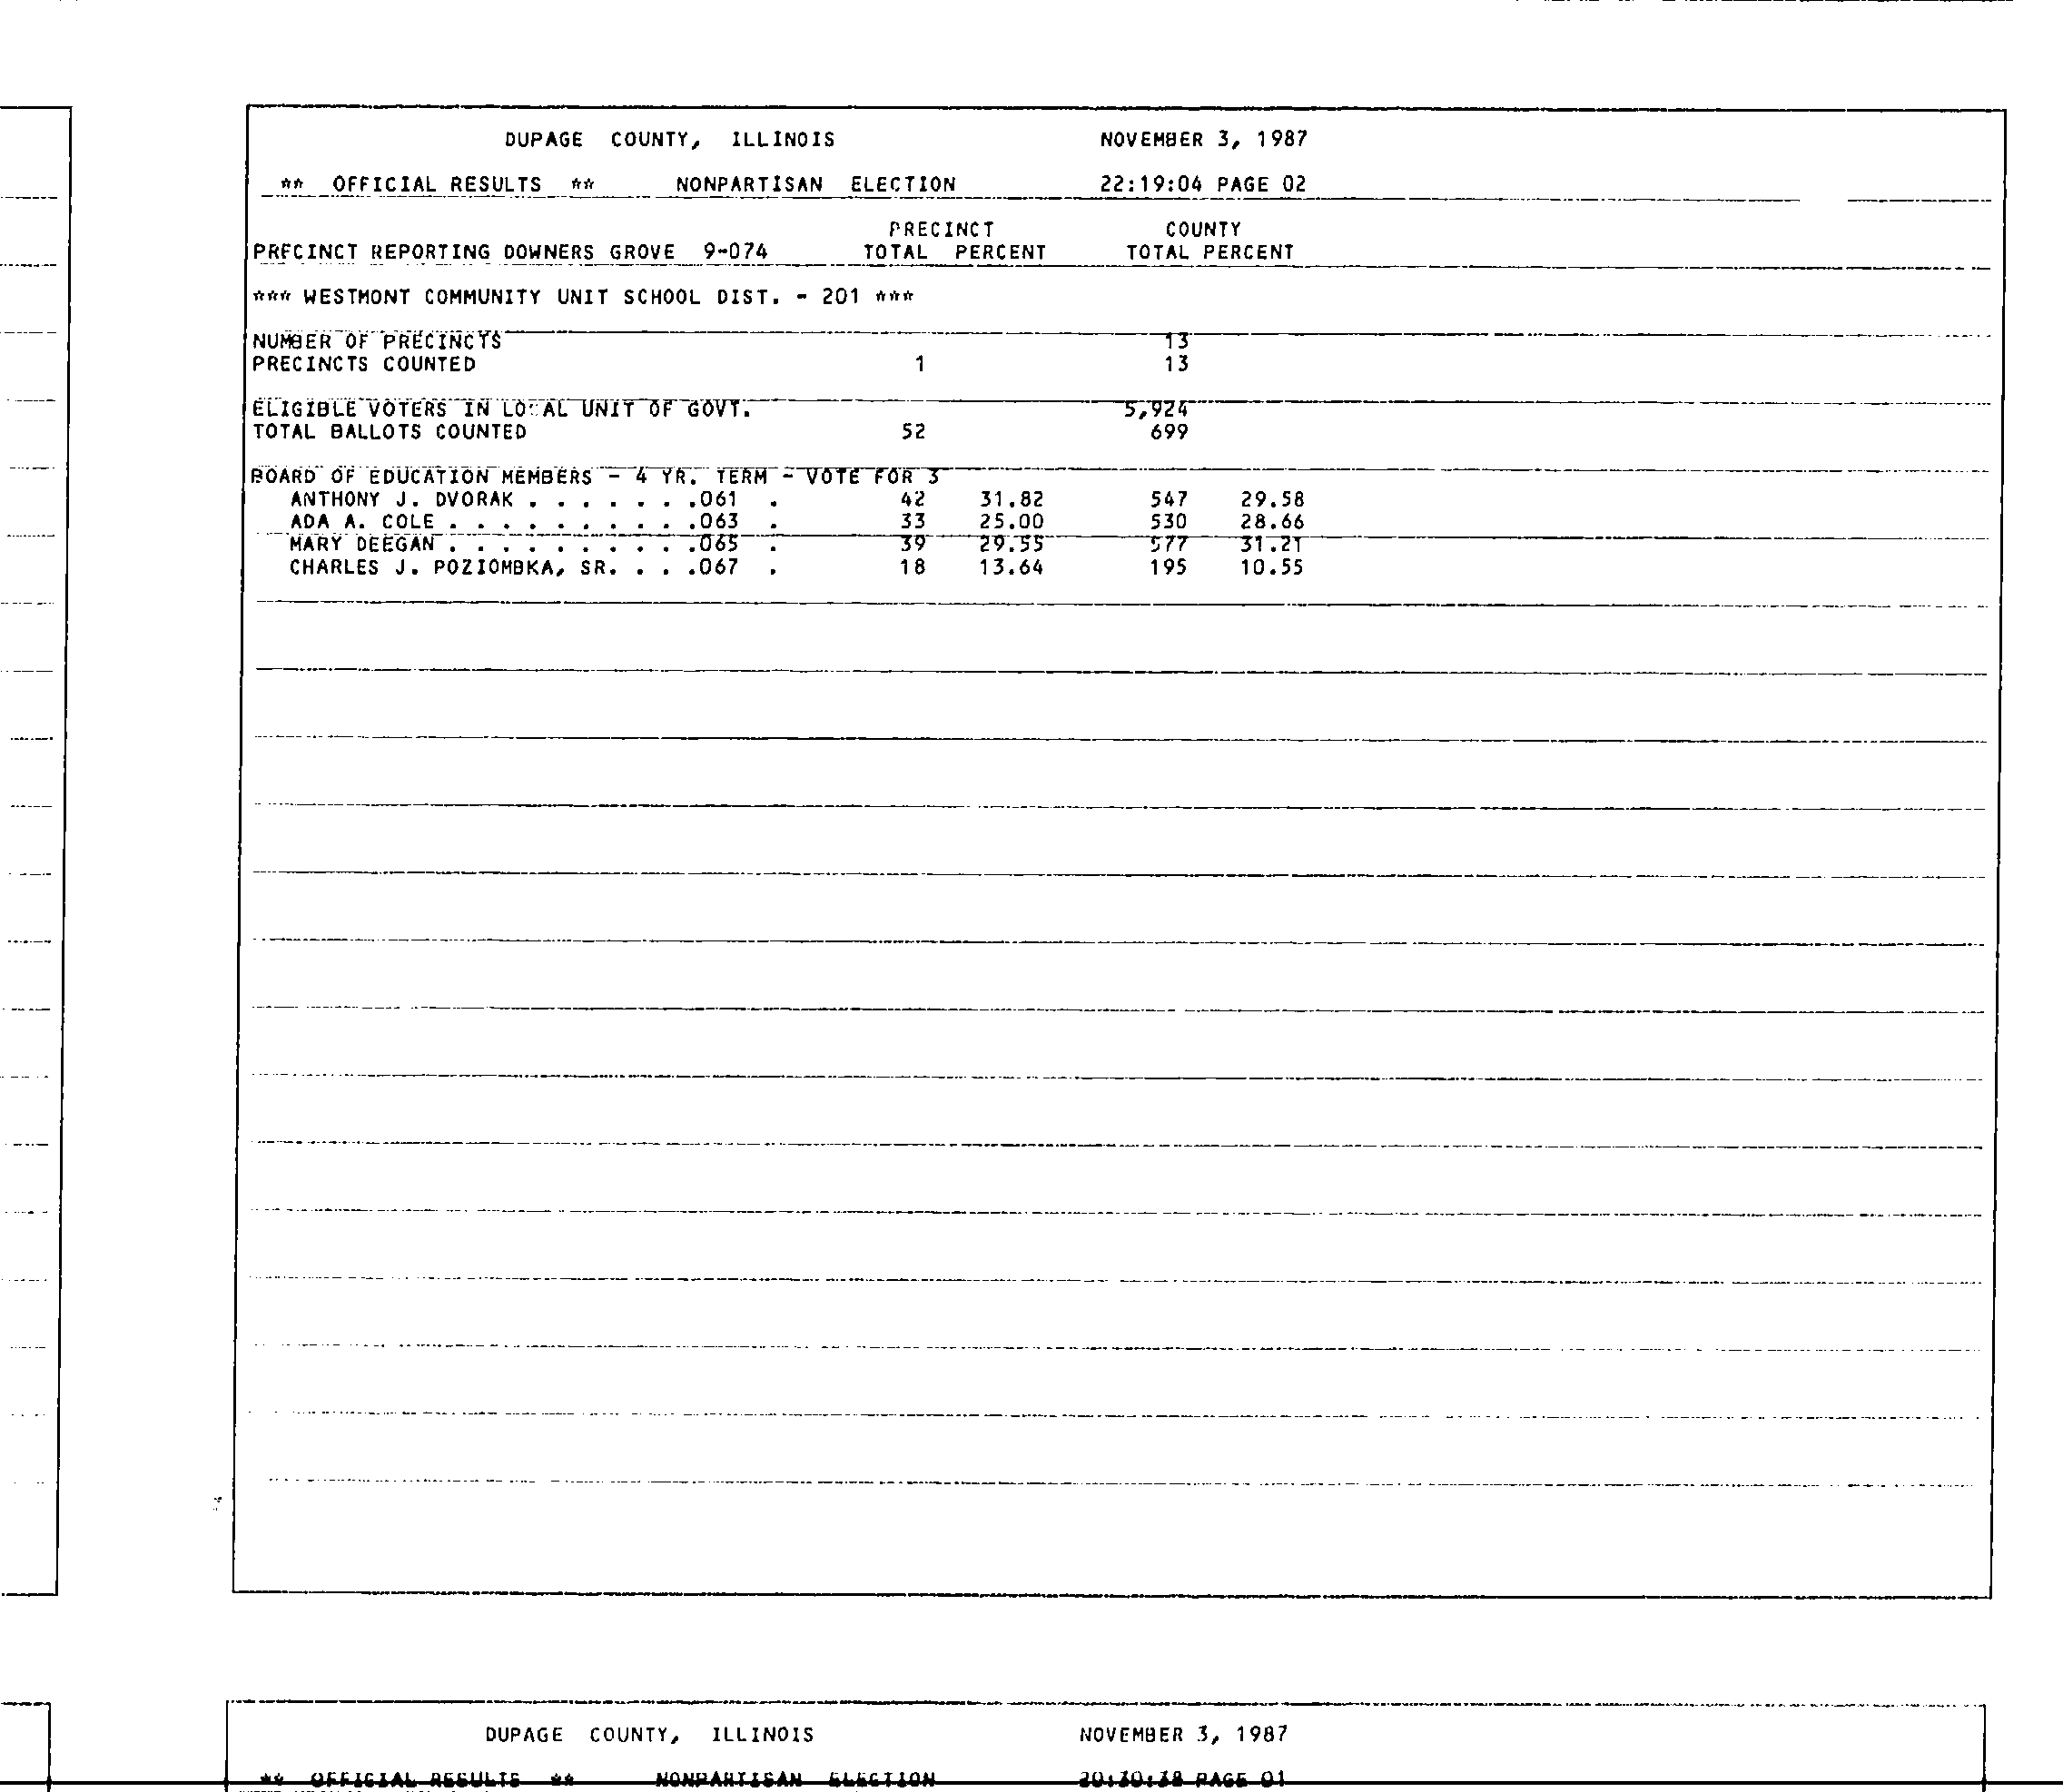 DUPAGE COUNTY, ILLINOIS NOVEMBER 3, 1987
** OFFICIAL RESULTS ** NONPARTISAN ELECTION 22:19:04 PAGE 02
PRECINCT COUNTY
PRECINCT REPORTING DOWNERS GROVE 9-074 TOTAL PERCENT TOTAL PERCENT
*** WESTMONT COMMUNITY UNIT SCHOOL DIST. - 201 ***
NUMBER OF PRECINCTS 13
PRECINCTS COUNTED 1 13
ELIGIBLE VOTERS IN LOCAL UNIT OF GOVT. 5,924
TOTAL BALLOTS COUNTED 52 699
BOARD OF EDUCATION MEMBERS - 4 YR. TERM - VOTE FOR 3
ANTHONY J. DVORAK . . . . . . .061 . 42 31.82 547 29.58
ADA A. COLE . . . . . . . . . .063 . 33 25.00 530 28.66
MARY DEEGAN . . . . . . . . . .065 . 39 29.55 577 31.21
CHARLES J. POZIOMBKA, SR. . . .067 . 18 13.64 195 10.55
DUPAGE COUNTY, ILLINOIS NOVEMBER 3, 1987
** OFFICIAL RESULTS ** NONPARTISAN ELECTION 20:30:38 PAGE 01